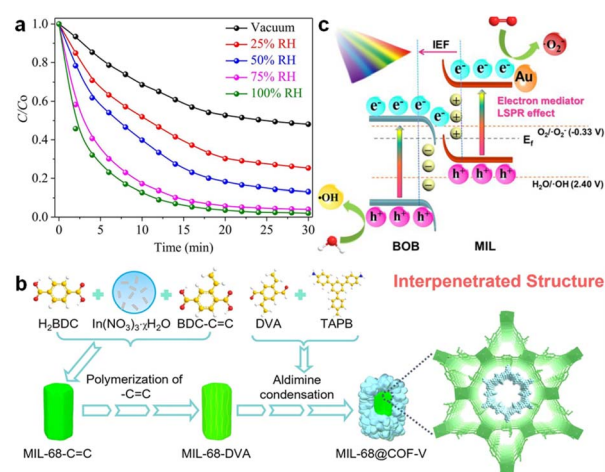 a
C/Co
1.0
0.8
0.6
0.4
0.2
0.0
0
5
10
15
20
25
30
Time (min)
Vacuum
25% RH
50% RH
75% RH
100% RH
c
IEF
·O₂⁻
e⁻ e⁻
Au
Electron mediator
LSPR effect
e⁻ e⁻ e⁻
O₂/·O₂⁻ (-0.33 V)
Ef
h⁺ h⁺
H₂O/·OH (2.40 V)
·OH
h⁺ h⁺
BOB
MIL
b
H₂BDC
In(NO₃)₃·χH₂O
BDC-C=C
DVA
TAPB
Interpenetrated Structure
Polymerization of
-C=C
Aldimine
condensation
MIL-68-C=C
MIL-68-DVA
MIL-68@COF-V